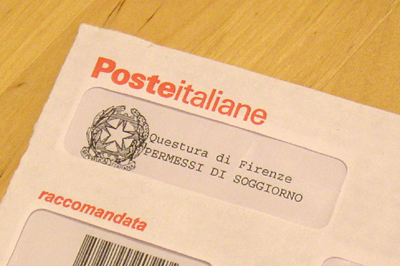 Posteitaliane
Questura di Firenze
PERMESSI DI SOGGIORNO
raccomandata